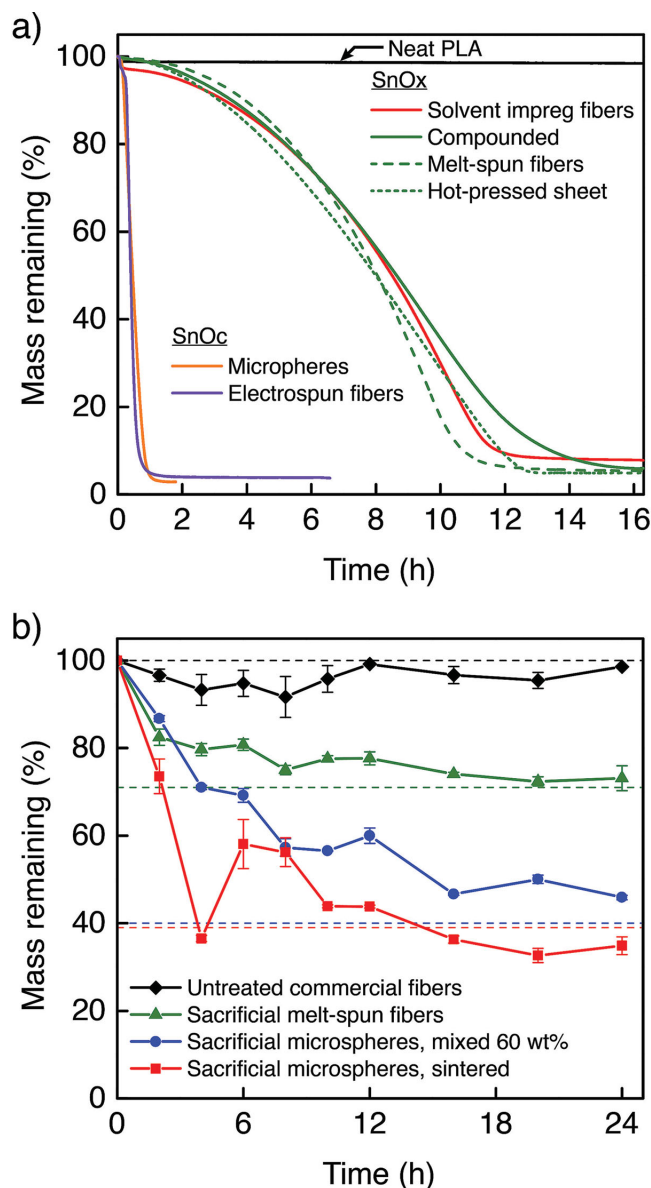 a)
100
80
60
40
20
0
Mass remaining (%)
Neat PLA
SnOx
Solvent impreg fibers
Compounded
Melt-spun fibers
Hot-pressed sheet
SnOc
Micropheres
Electrospun fibers
0 2 4 6 8 10 12 14 16
Time (h)
b)
100
80
60
40
20
0
Mass remaining (%)
Untreated commercial fibers
Sacrificial melt-spun fibers
Sacrificial microspheres, mixed 60 wt%
Sacrificial microspheres, sintered
0 6 12 18 24
Time (h)